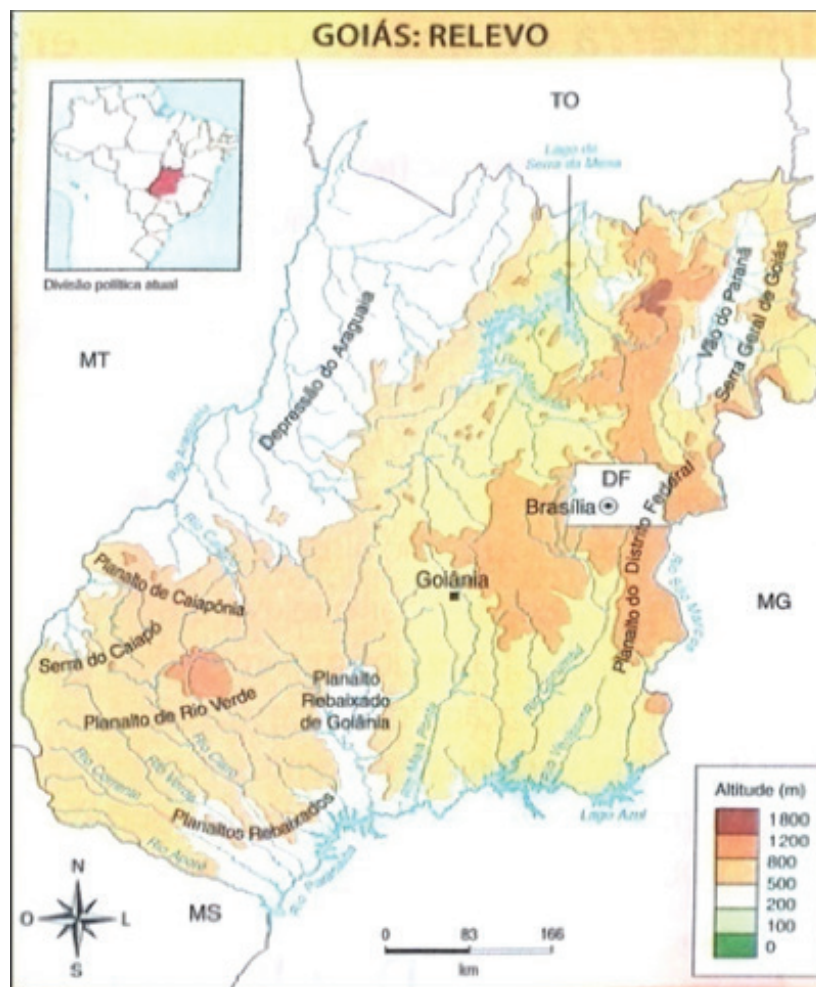 GOIÁS: RELEVO
TO
Lago da
Serra da Mesa
Divisão política atual
MT
Depressão do Araguaia
Vão do Paraná
Serra Geral de Goiás
Rio Araguaia
DF
Brasília
Planalto do Distrito Federal
Rio Caiapó
Goiânia
Rio São Marcos
MG
Planalto de Caiapônia
Serra do Caiapó
Planalto
Rebaixado
de Goiânia
Planalto de Rio Verde
Rio Meia Ponte
Rio Corumbá
Rio Veríssimo
Rio Claro
Rio Verde
Rio Corrente
Planaltos Rebaixados
Rio Aporé
Rio Paranaíba
Lago Azul
MS
N
O
L
S
0 83 166
km
Altitude (m)
1800
1200
800
500
200
100
0